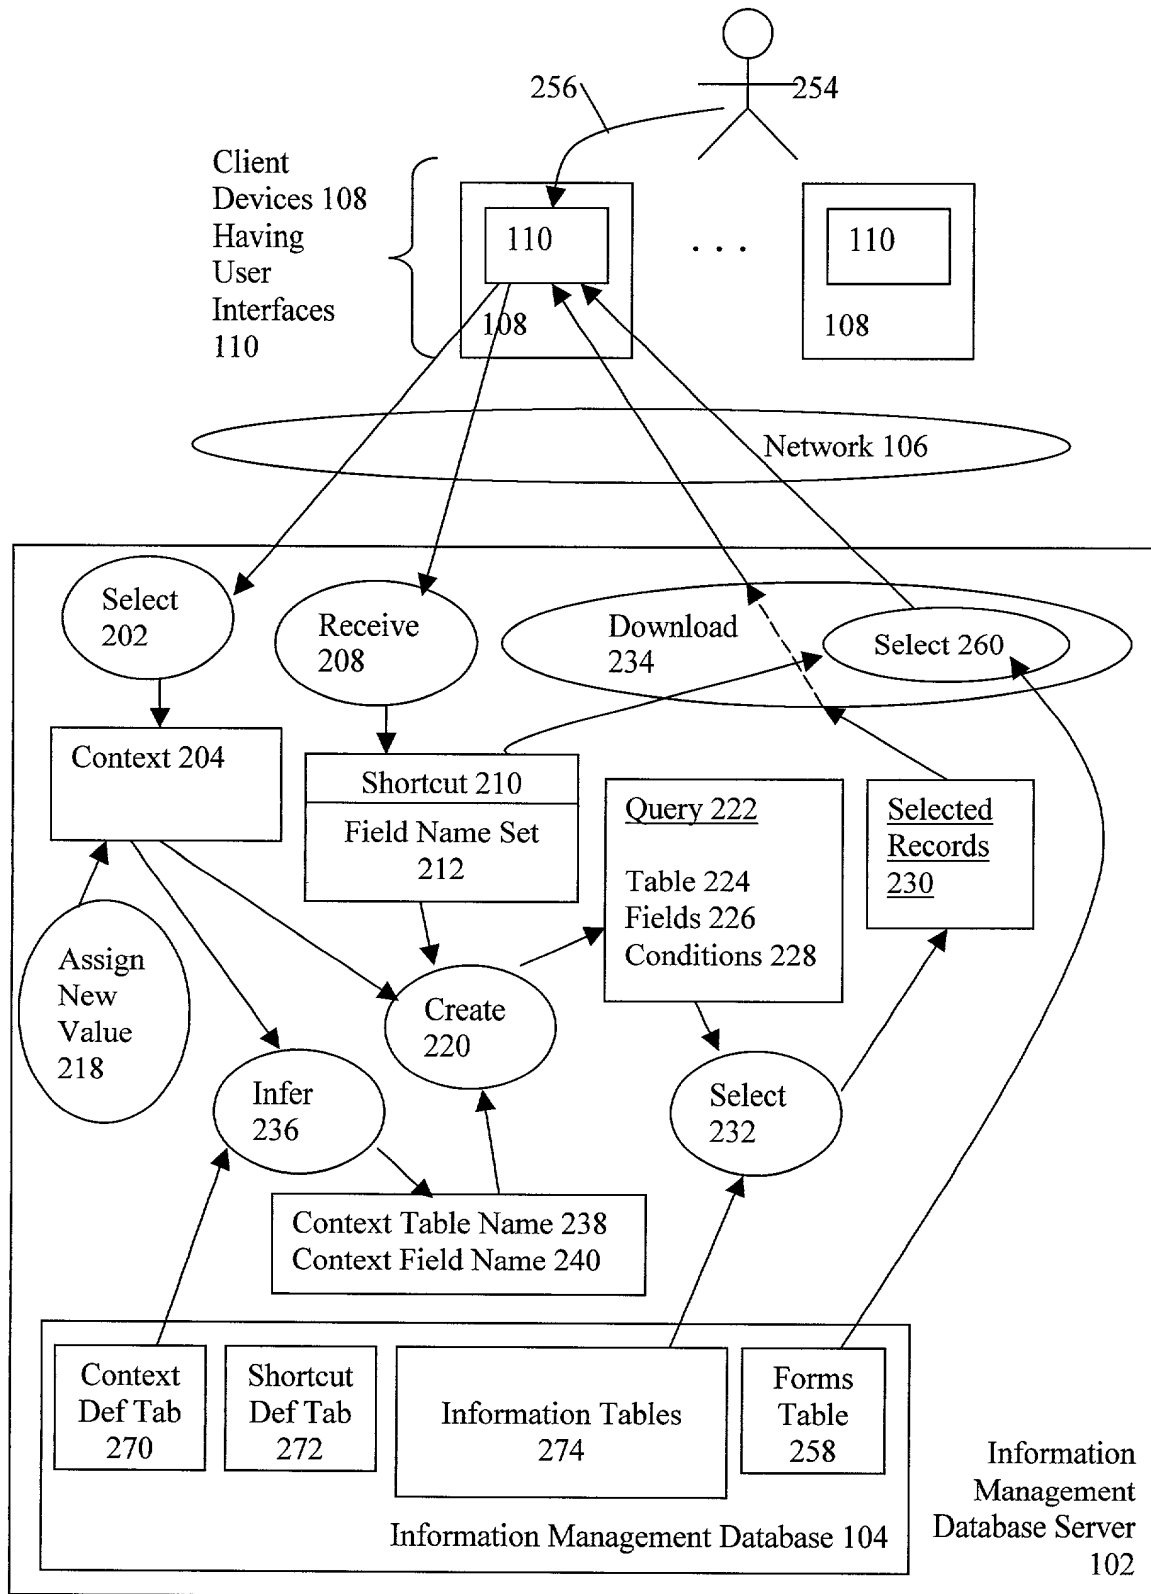 256
254
Client
Devices 108
Having
User
Interfaces
110
110
108
. . .
110
108
Network 106
Select
202
Receive
208
Download
234
Select 260
Context 204
Shortcut 210
Field Name Set
212
Query 222
Table 224
Fields 226
Conditions 228
Selected
Records
230
Assign
New
Value
218
Create
220
Infer
236
Select
232
Context Table Name 238
Context Field Name 240
Context
Def Tab
270
Shortcut
Def Tab
272
Information Tables
274
Forms
Table
258
Information Management Database 104
Information
Management
Database Server
102